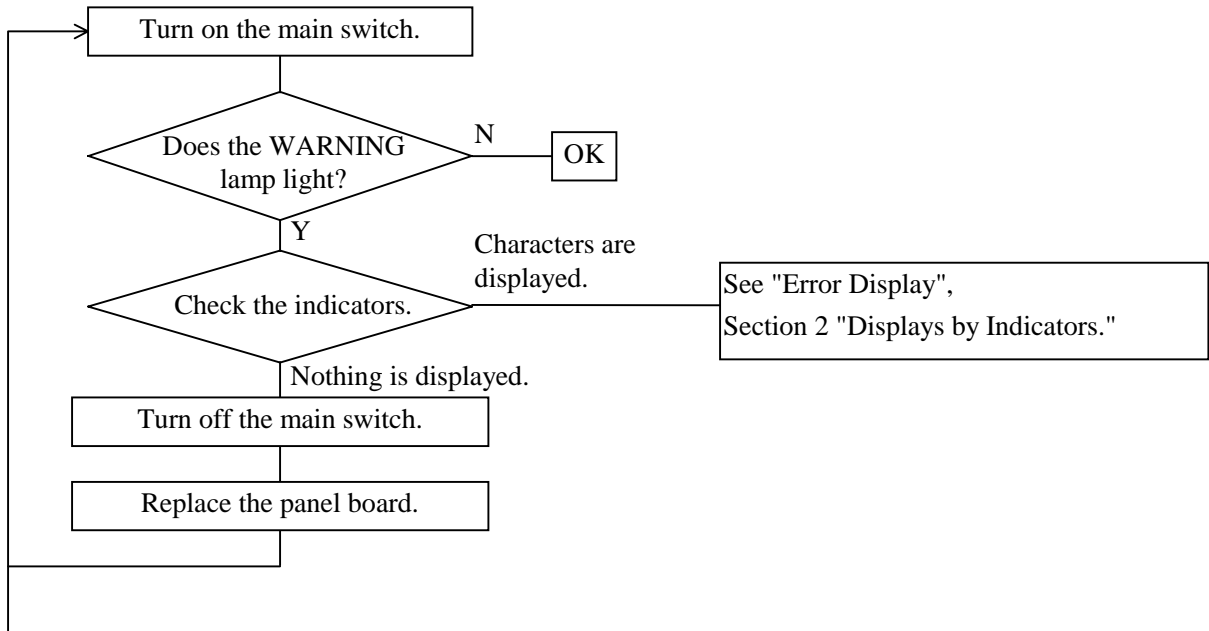 Turn on the main switch.
Does the WARNING
lamp light?
N
OK
Y
Check the indicators.
Characters are
displayed.
See "Error Display",
Section 2 "Displays by Indicators."
Nothing is displayed.
Turn off the main switch.
Replace the panel board.